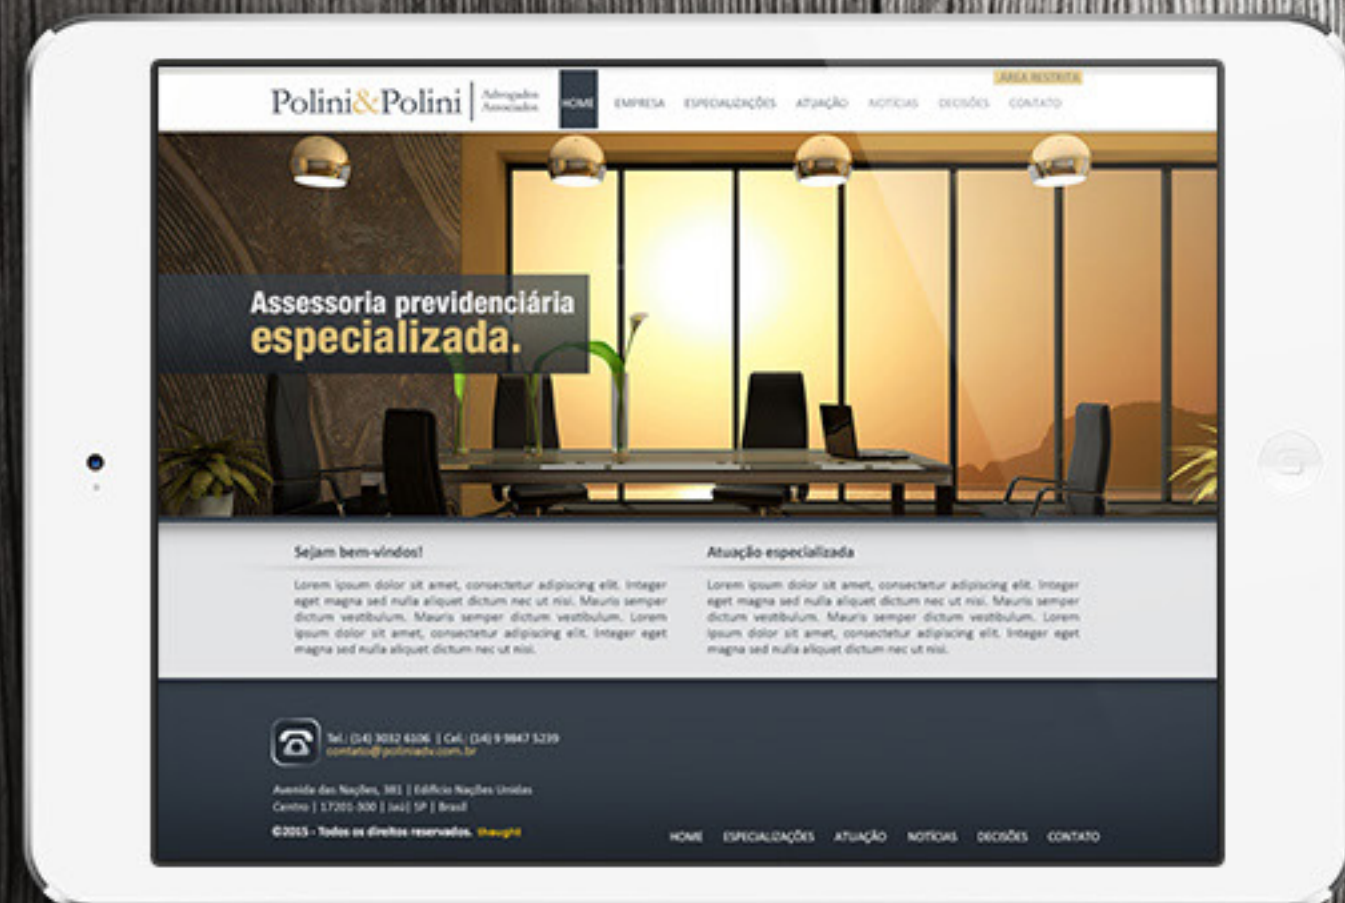 ÁREA RESTRITA
Polini&Polini | Advogados Associados
HOME EMPRESA ESPECIALIZAÇÕES ATUAÇÃO NOTÍCIAS DECISÕES CONTATO
Assessoria previdenciária
especializada.
Sejam bem-vindos!
Lorem ipsum dolor sit amet, consectetur adipiscing elit. Integer
eget magna sed nulla aliquet dictum nec ut nisi. Mauris semper
dictum vestibulum. Mauris semper dictum vestibulum. Lorem
ipsum dolor sit amet, consectetur adipiscing elit. Integer eget
magna sed nulla aliquet dictum nec ut nisi.
Atuação especializada
Lorem ipsum dolor sit amet, consectetur adipiscing elit. Integer
eget magna sed nulla aliquet dictum nec ut nisi. Mauris semper
dictum vestibulum. Mauris semper dictum vestibulum. Lorem
ipsum dolor sit amet, consectetur adipiscing elit. Integer eget
magna sed nulla aliquet dictum nec ut nisi.
Tel.: (14) 3032 6106 | Cel.: (14) 9 9847 5239
contato@poliniadv.com.br
Avenida das Nações, 381 | Edifício Nações Unidas
Centro | 17201-300 | Jaú| SP | Brasil
©2015 - Todos os direitos reservados. thaught
HOME ESPECIALIZAÇÕES ATUAÇÃO NOTÍCIAS DECISÕES CONTATO